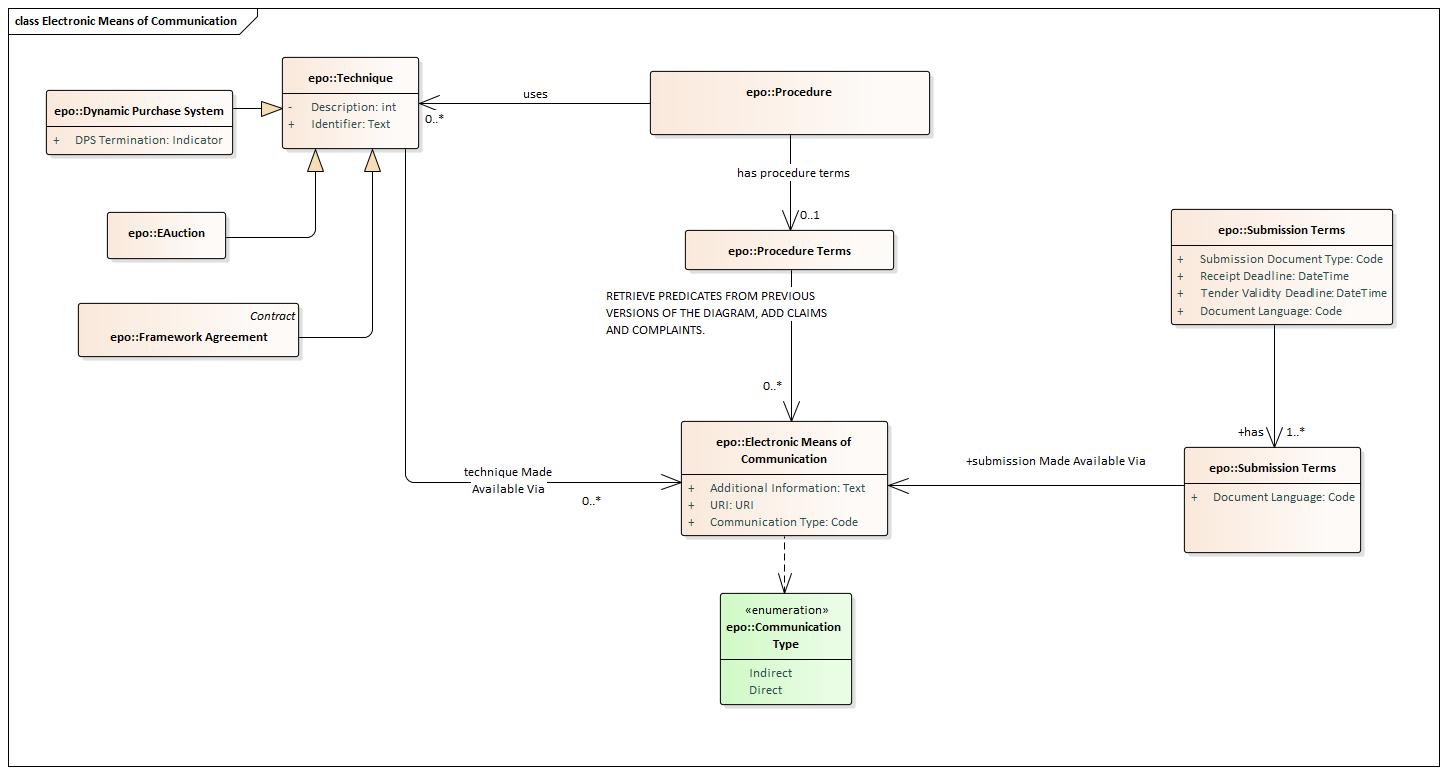 class Electronic Means of Communication
epo::Technique
- Description: int
+ Identifier: Text
epo::Dynamic Purchase System
+ DPS Termination: Indicator
uses
0..*
epo::Procedure
has procedure terms
0..1
epo::EAuction
epo::Procedure Terms
epo::Submission Terms
+ Submission Document Type: Code
+ Receipt Deadline: DateTime
+ Tender Validity Deadline: DateTime
+ Document Language: Code
Contract
epo::Framework Agreement
RETRIEVE PREDICATES FROM PREVIOUS
VERSIONS OF THE DIAGRAM, ADD CLAIMS
AND COMPLAINTS.
0..*
epo::Electronic Means of
Communication
+ Additional Information: Text
+ URI: URI
+ Communication Type: Code
technique Made
Available Via
0..*
+submission Made Available Via
+has
1..*
epo::Submission Terms
+ Document Language: Code
«enumeration»
epo::Communication
Type
Indirect
Direct